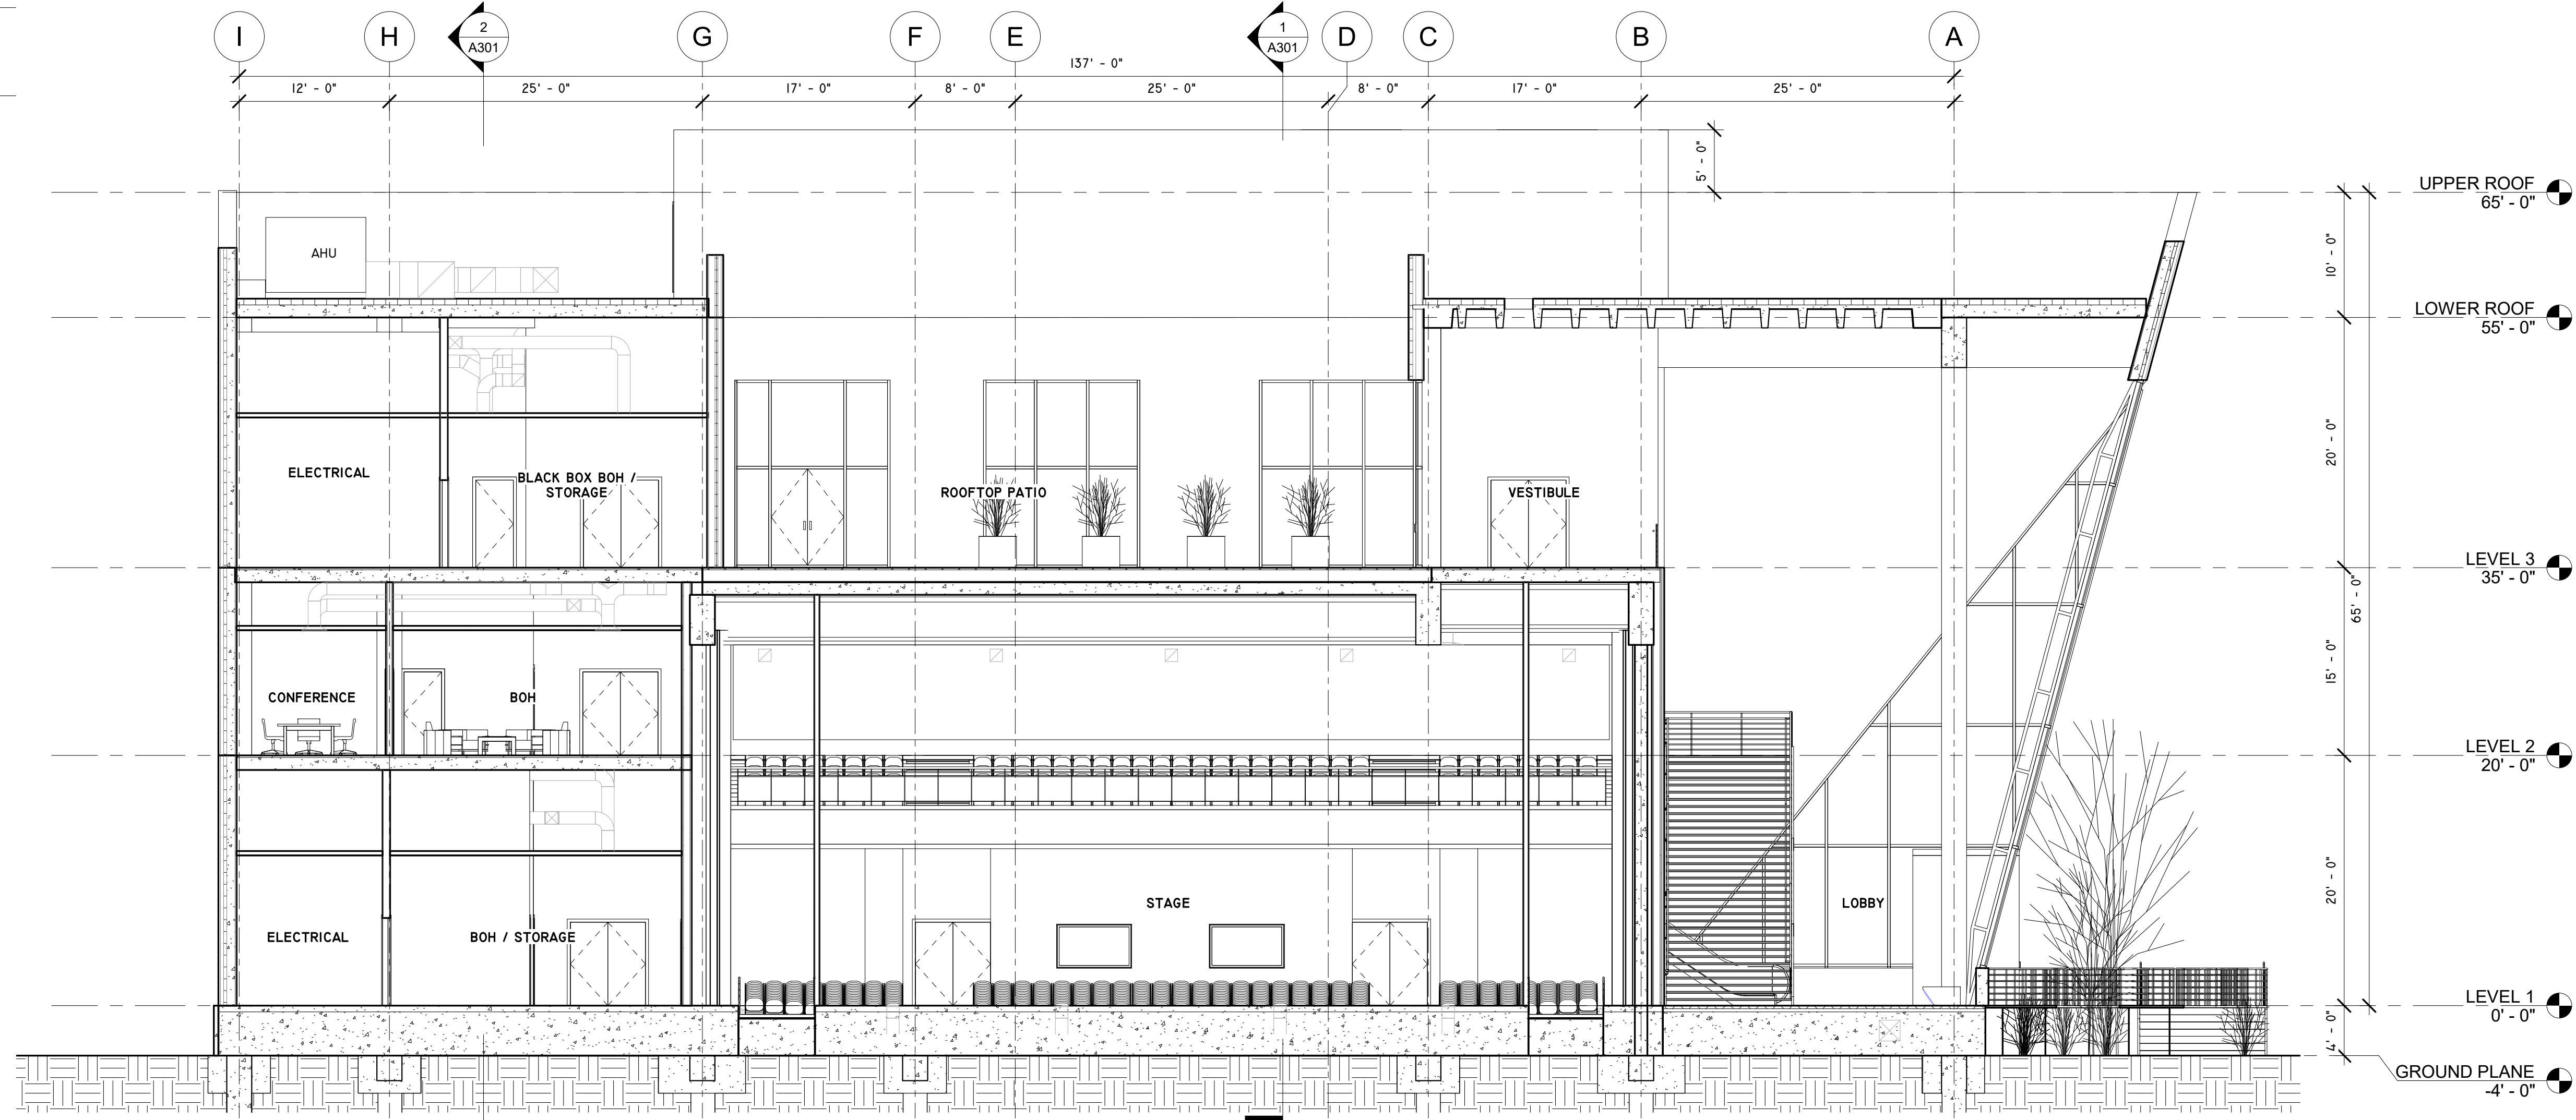 I
H
2
A301
G
F
E
1
A301
D
C
B
A
137' - 0"
12' - 0"
25' - 0"
17' - 0"
8' - 0"
25' - 0"
8' - 0"
17' - 0"
25' - 0"
5' - 0"
UPPER ROOF
65' - 0"
AHU
10' - 0"
LOWER ROOF
55' - 0"
20' - 0"
ELECTRICAL
BLACK BOX BOH /
STORAGE
ROOFTOP PATIO
VESTIBULE
LEVEL 3
35' - 0"
65' - 0"
15' - 0"
CONFERENCE
BOH
LEVEL 2
20' - 0"
20' - 0"
STAGE
LOBBY
ELECTRICAL
BOH / STORAGE
LEVEL 1
0' - 0"
4' - 0"
GROUND PLANE
-4' - 0"